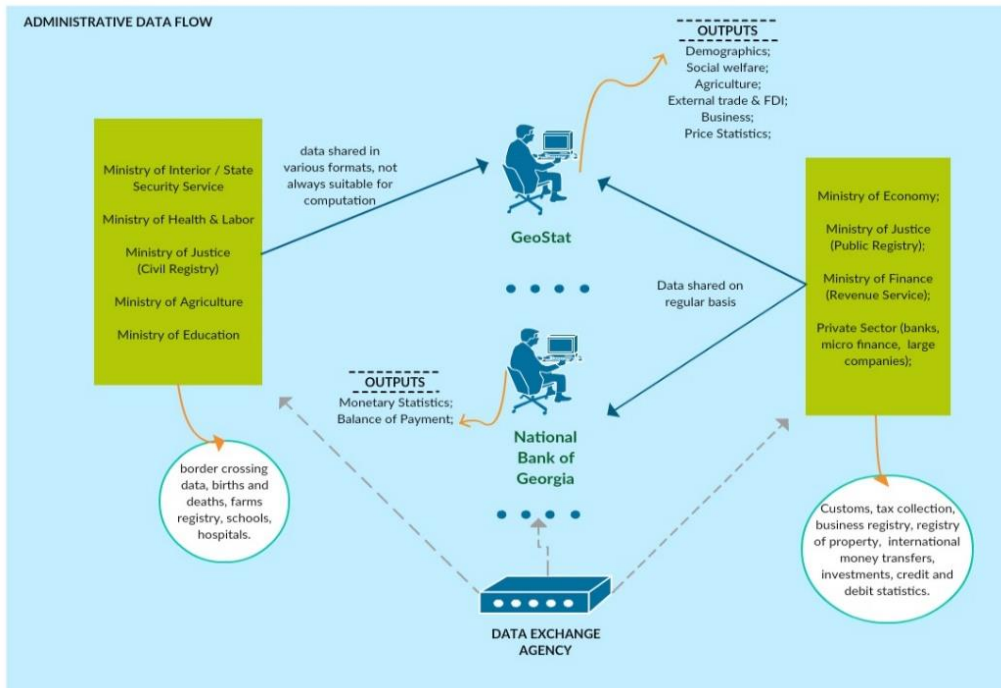 ADMINISTRATIVE DATA FLOW
OUTPUTS
Demographics;
Social welfare;
Agriculture;
External trade & FDI;
Business;
Price Statistics;
Ministry of Interior / State
Security Service
Ministry of Health & Labor
Ministry of Justice
(Civil Registry)
Ministry of Agriculture
Ministry of Education
data shared in
various formats, not
always suitable for
computation
GeoStat
Ministry of Economy;
Ministry of Justice
(Public Registry);
Ministry of Finance
(Revenue Service);
Private Sector (banks,
micro finance, large
companies);
Data shared on
regular basis
OUTPUTS
Monetary Statistics;
Balance of Payment;
National
Bank of
Georgia
border crossing
data, births and
deaths, farms
registry, schools,
hospitals.
Customs, tax collection,
business registry, registry
of property, international
money transfers,
investments, credit and
debit statistics.
DATA EXCHANGE
AGENCY